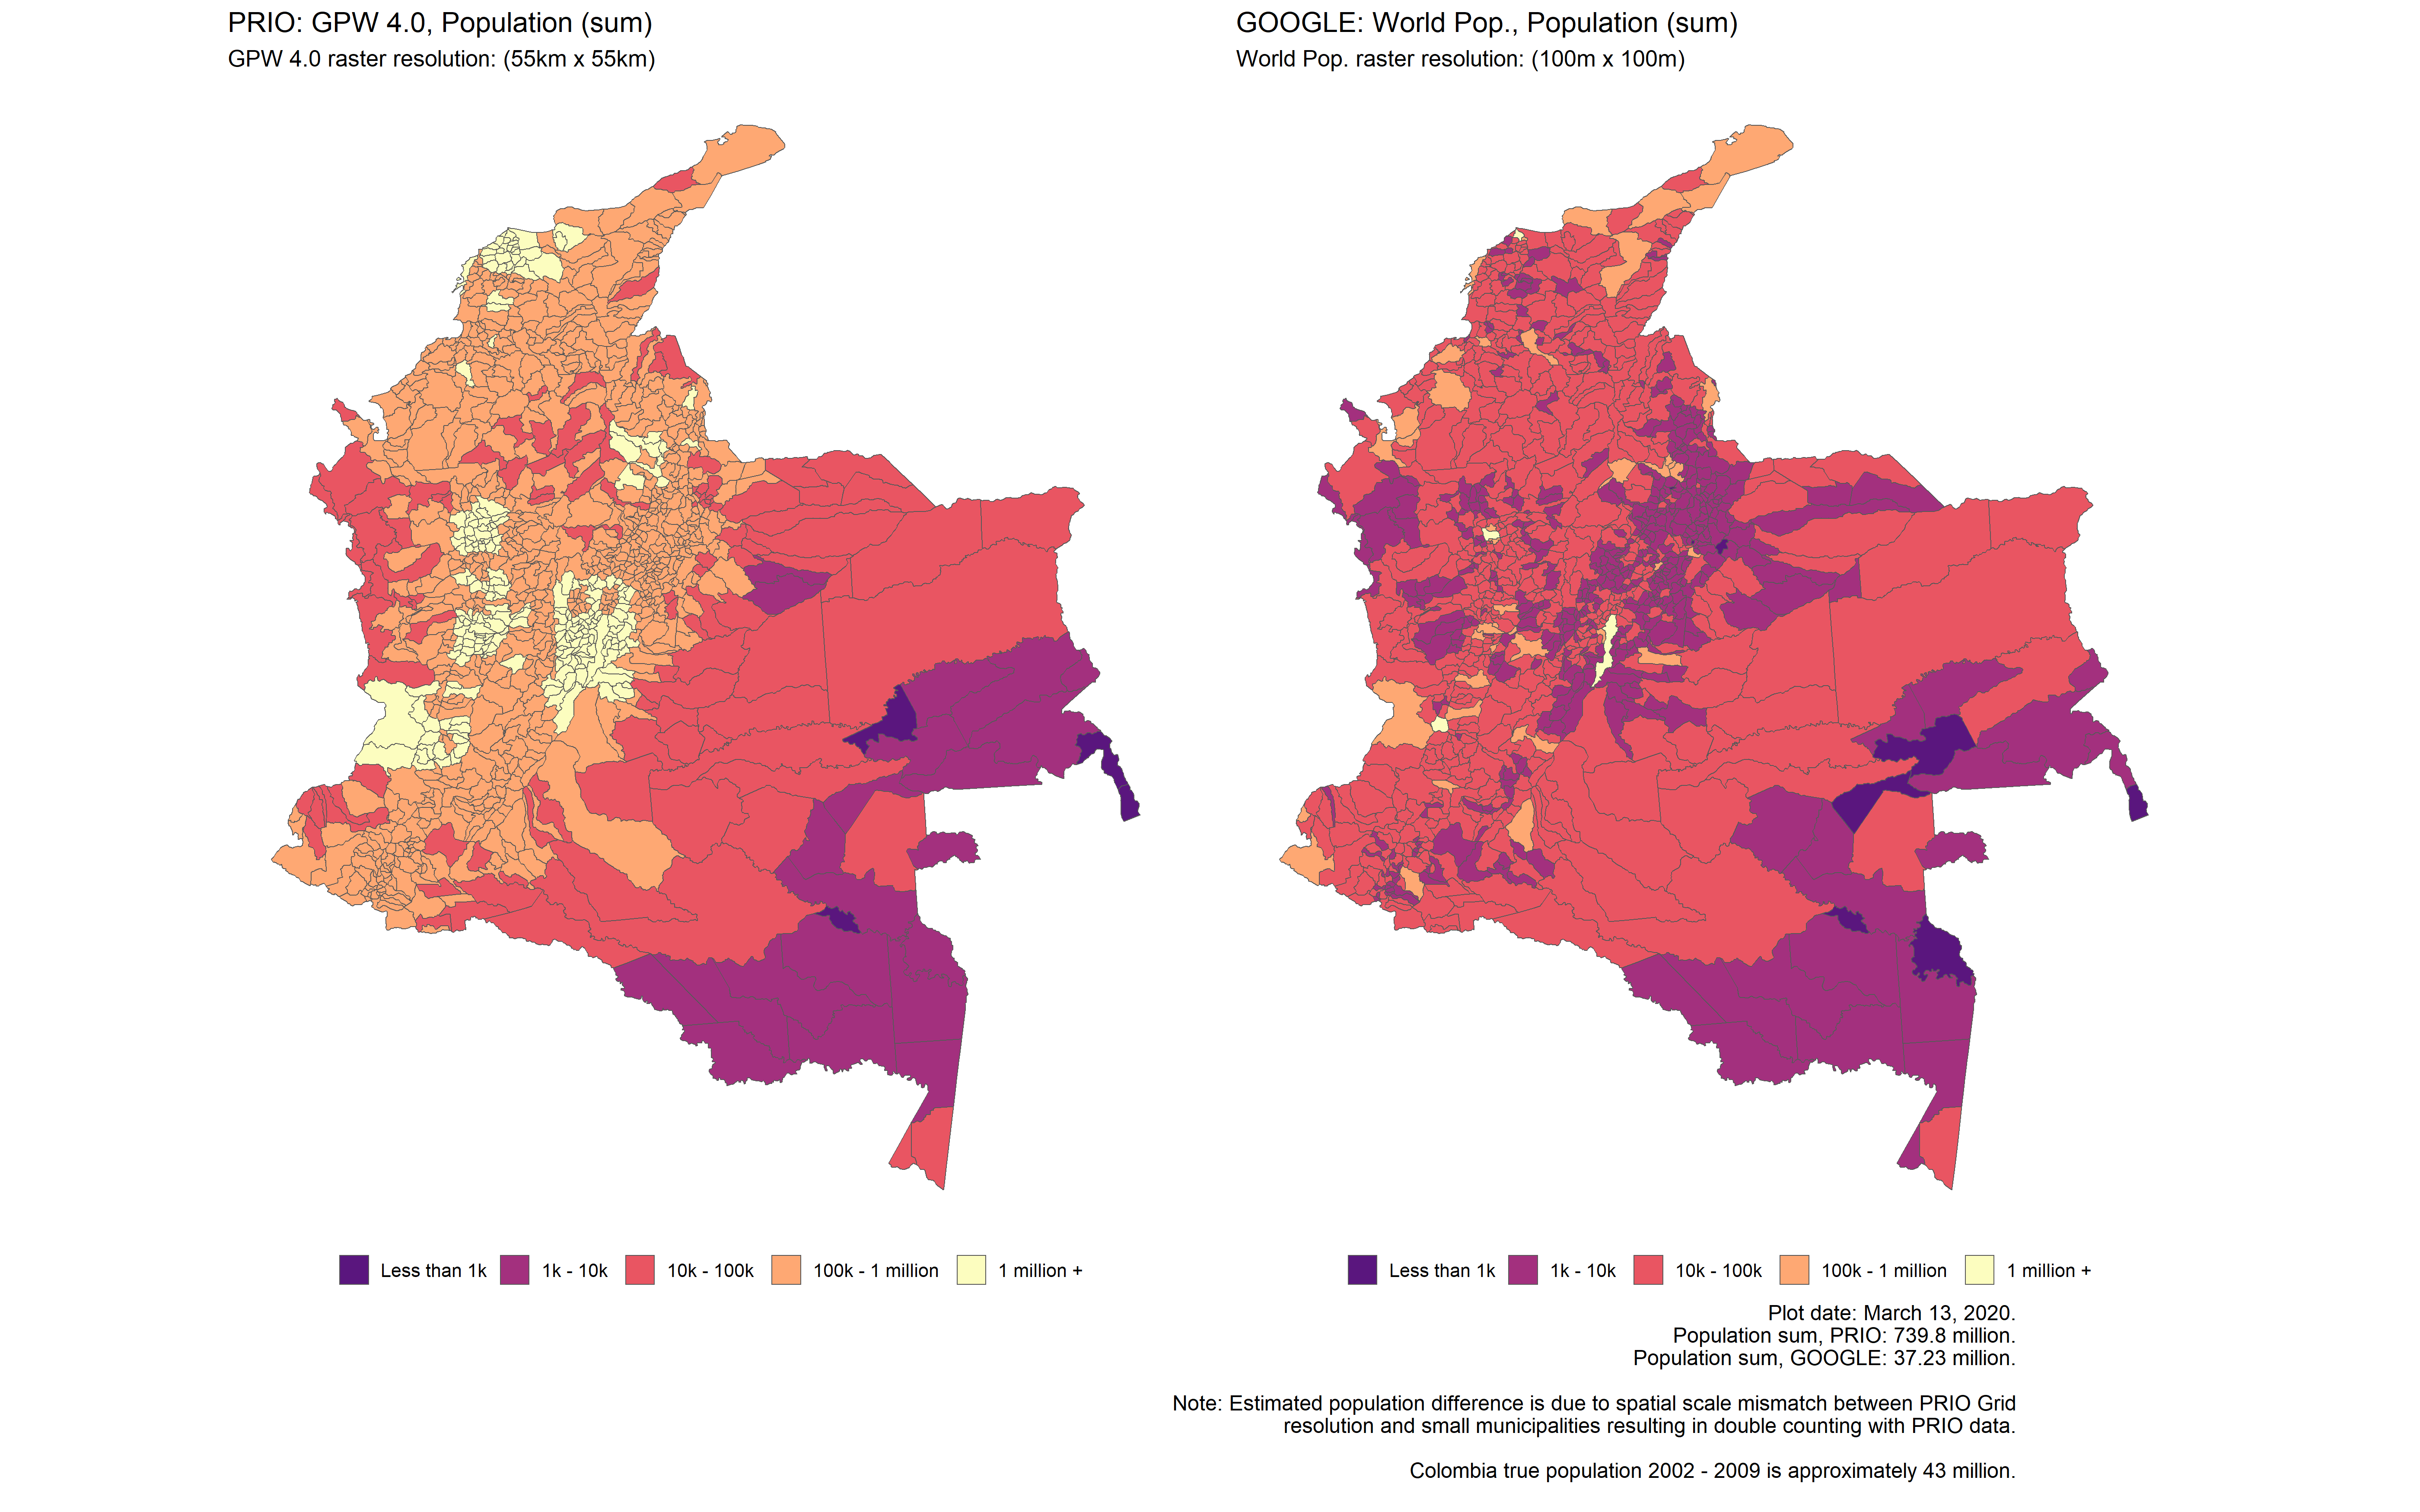 PRIO: GPW 4.0, Population (sum)
GPW 4.0 raster resolution: (55km x 55km)
GOOGLE: World Pop., Population (sum)
World Pop. raster resolution: (100m x 100m)
Less than 1k
1k - 10k
10k - 100k
100k - 1 million
1 million +
Less than 1k
1k - 10k
10k - 100k
100k - 1 million
1 million +
Plot date: March 13, 2020.
Population sum, PRIO: 739.8 million.
Population sum, GOOGLE: 37.23 million.
Note: Estimated population difference is due to spatial scale mismatch between PRIO Grid
resolution and small municipalities resulting in double counting with PRIO data.
Colombia true population 2002 - 2009 is approximately 43 million.